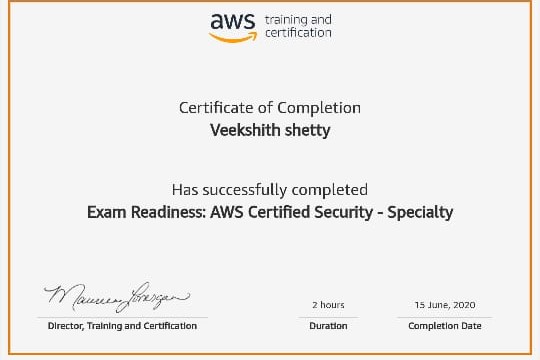 aws training and
certification
Certificate of Completion
Veekshith shetty
Has successfully completed
Exam Readiness: AWS Certified Security - Specialty
Maureen Lonergan
Director, Training and Certification
2 hours
Duration
15 June, 2020
Completion Date